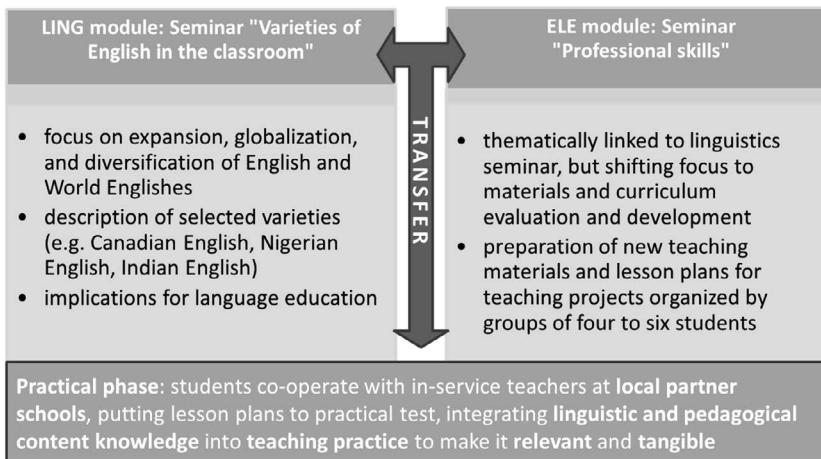 LING module: Seminar "Varieties of
English in the classroom"
• focus on expansion, globalization,
and diversification of English and
World Englishes
• description of selected varieties
(e.g. Canadian English, Nigerian
English, Indian English)
• implications for language education
TRANSFER
ELE module: Seminar
"Professional skills"
• thematically linked to linguistics
seminar, but shifting focus to
materials and curriculum
evaluation and development
• preparation of new teaching
materials and lesson plans for
teaching projects organized by
groups of four to six students
Practical phase: students co-operate with in-service teachers at local partner
schools, putting lesson plans to practical test, integrating linguistic and pedagogical
content knowledge into teaching practice to make it relevant and tangible